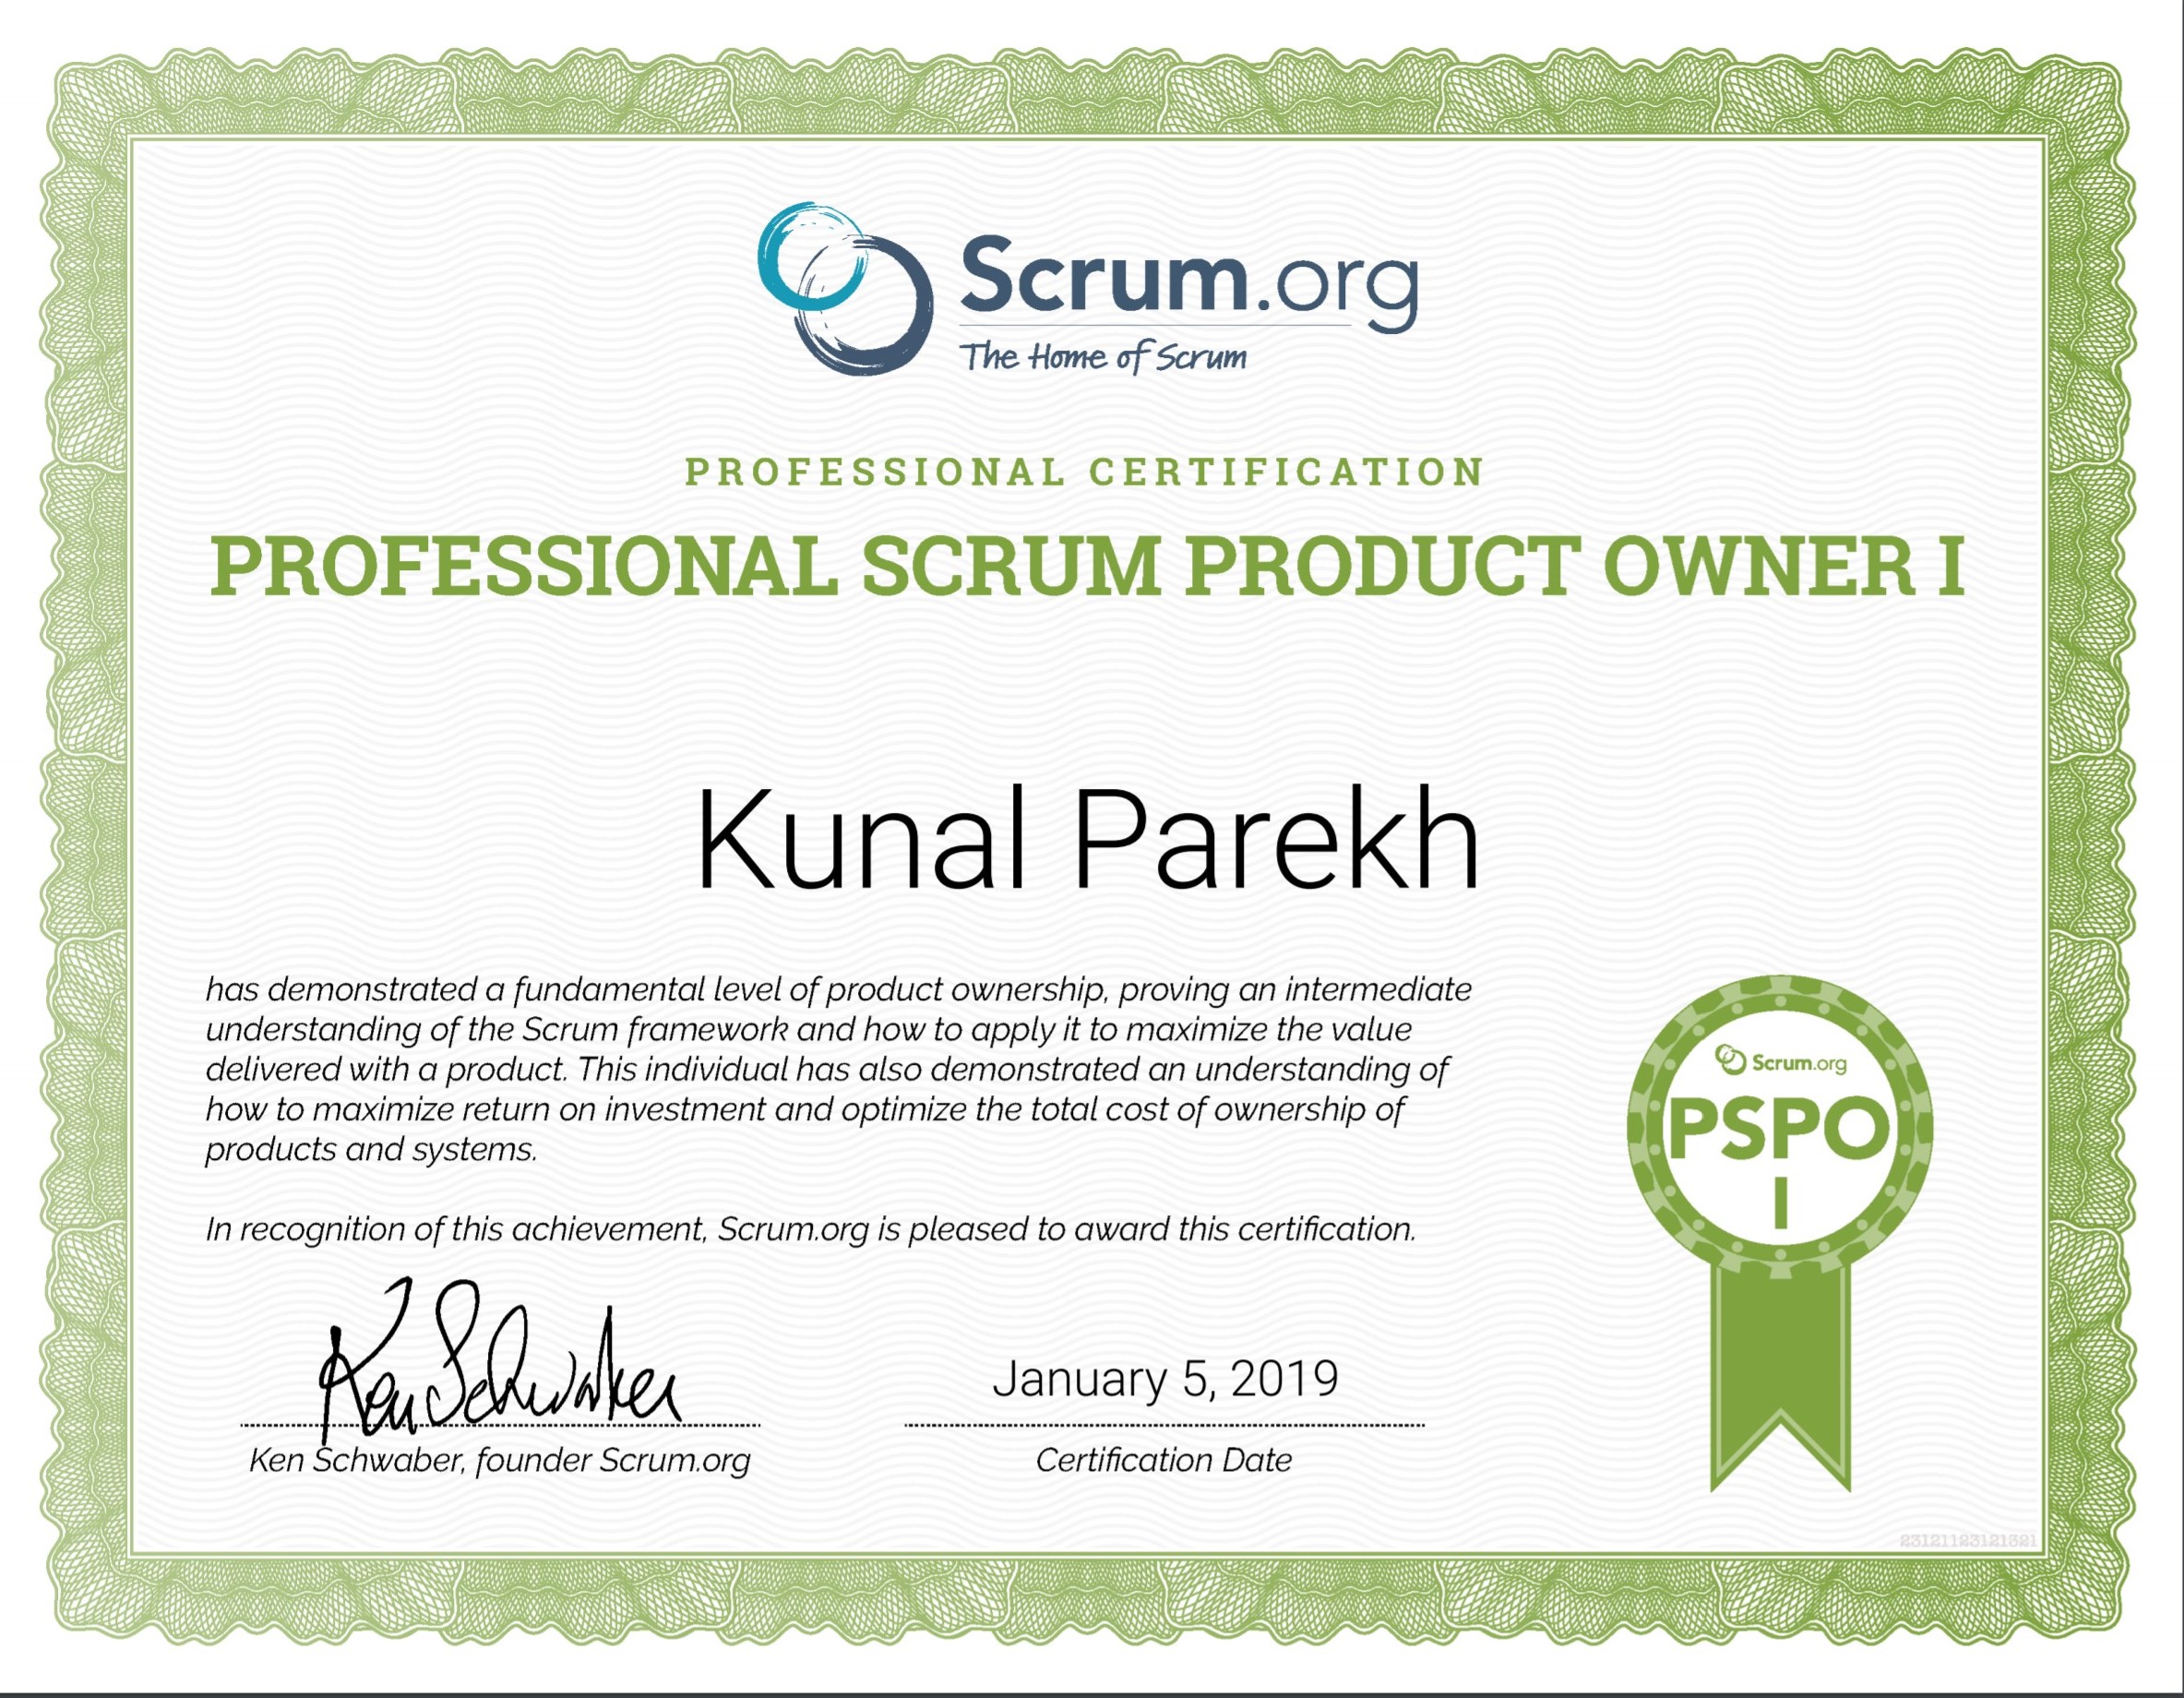 Scrum.org
The Home of Scrum
PROFESSIONAL CERTIFICATION
PROFESSIONAL SCRUM PRODUCT OWNER I
Kunal Parekh
has demonstrated a fundamental level of product ownership, proving an intermediate
understanding of the Scrum framework and how to apply it to maximize the value
delivered with a product. This individual has also demonstrated an understanding of
how to maximize return on investment and optimize the total cost of ownership of
products and systems.
In recognition of this achievement, Scrum.org is pleased to award this certification.
Scrum.org
PSPO
I
Ken Schwaber
January 5, 2019
Ken Schwaber, founder Scrum.org
Certification Date
23121123121321